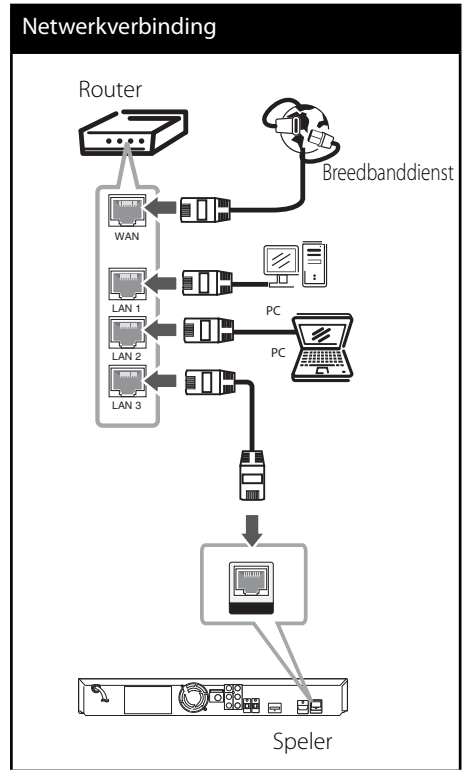 Netwerkverbinding
Router
Breedbanddienst
WAN
LAN 1
PC
LAN 2
PC
LAN 3
Speler